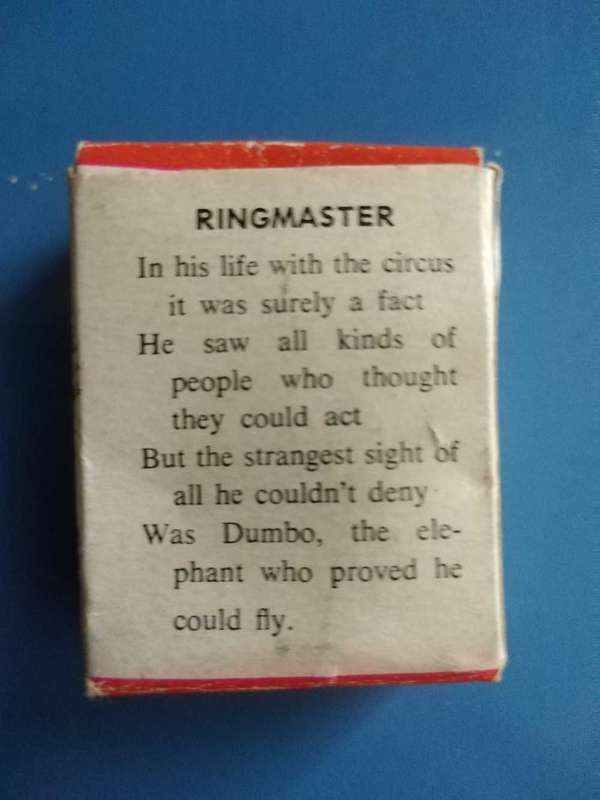 RINGMASTER
In his life with the circus
it was surely a fact
He saw all kinds of
people who thought
they could act
But the strangest sight of
all he couldn't deny
Was Dumbo, the ele-
phant who proved he
could fly.